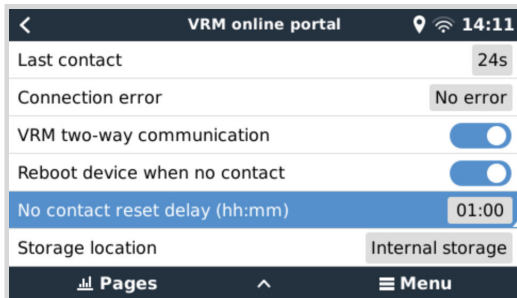 VRM online portal 14:11
Last contact 24s
Connection error No error
VRM two-way communication
Reboot device when no contact
No contact reset delay (hh:mm) 01:00
Storage location Internal storage
Pages Menu